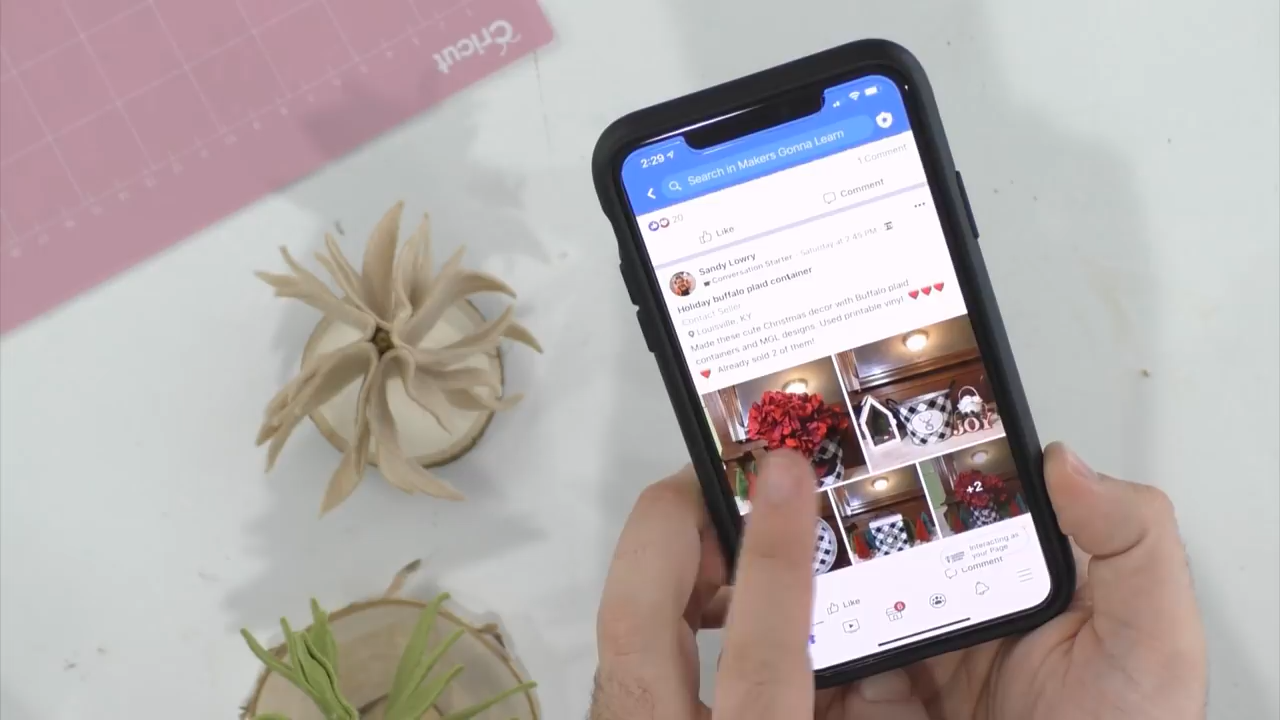 Cricut
2:29
Search in Makers Gonna Learn
1 Comment
20
Like
Comment
Sandy Lowry
Conversation Starter · Saturday at 2:45 PM ·
Holiday buffalo plaid container
Contact Seller
Louisville, KY
Made these cute Christmas decor with Buffalo plaid
containers and MGL designs. Used printable vinyl
Already sold 2 of them!
JOY
+2
Interacting as
your Page
Comment
Like
6